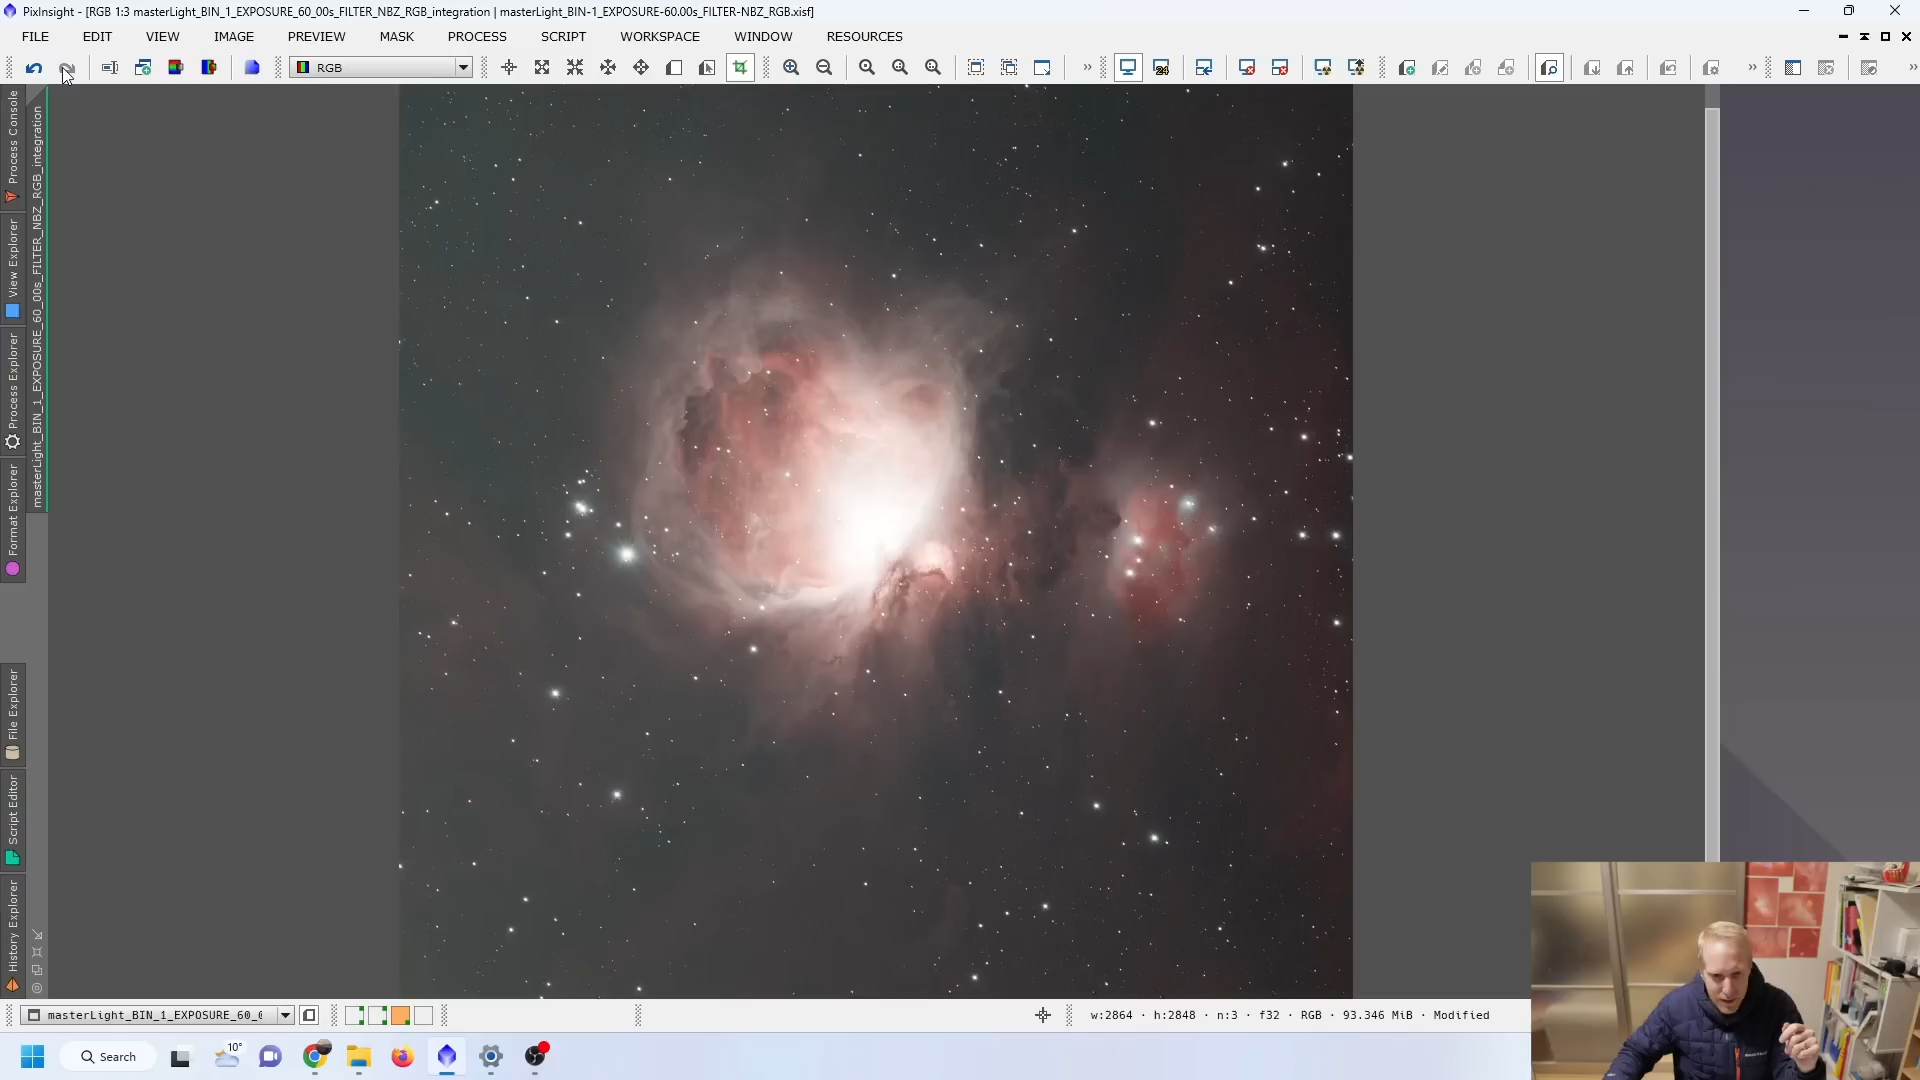 PixInsight - [RGB 1:3 masterLight_BIN_1_EXPOSURE_60_00s_FILTER_NBZ_RGB_integration | masterLight_BIN-1_EXPOSURE-60.00s_FILTER-NBZ_RGB.xisf]
FILE EDIT VIEW IMAGE PREVIEW MASK PROCESS SCRIPT WORKSPACE WINDOW RESOURCES
RGB
24
Process Console
View Explorer
Process Explorer
Format Explorer
File Explorer
Script Editor
History Explorer
masterLight_BIN_1_EXPOSURE_60_00s_FILTER_NBZ_RGB_integration
masterLight_BIN_1_EXPOSURE_60_0
w:2864 · h:2848 · n:3 · f32 · RGB · 93.346 MiB · Modified
Search
10°